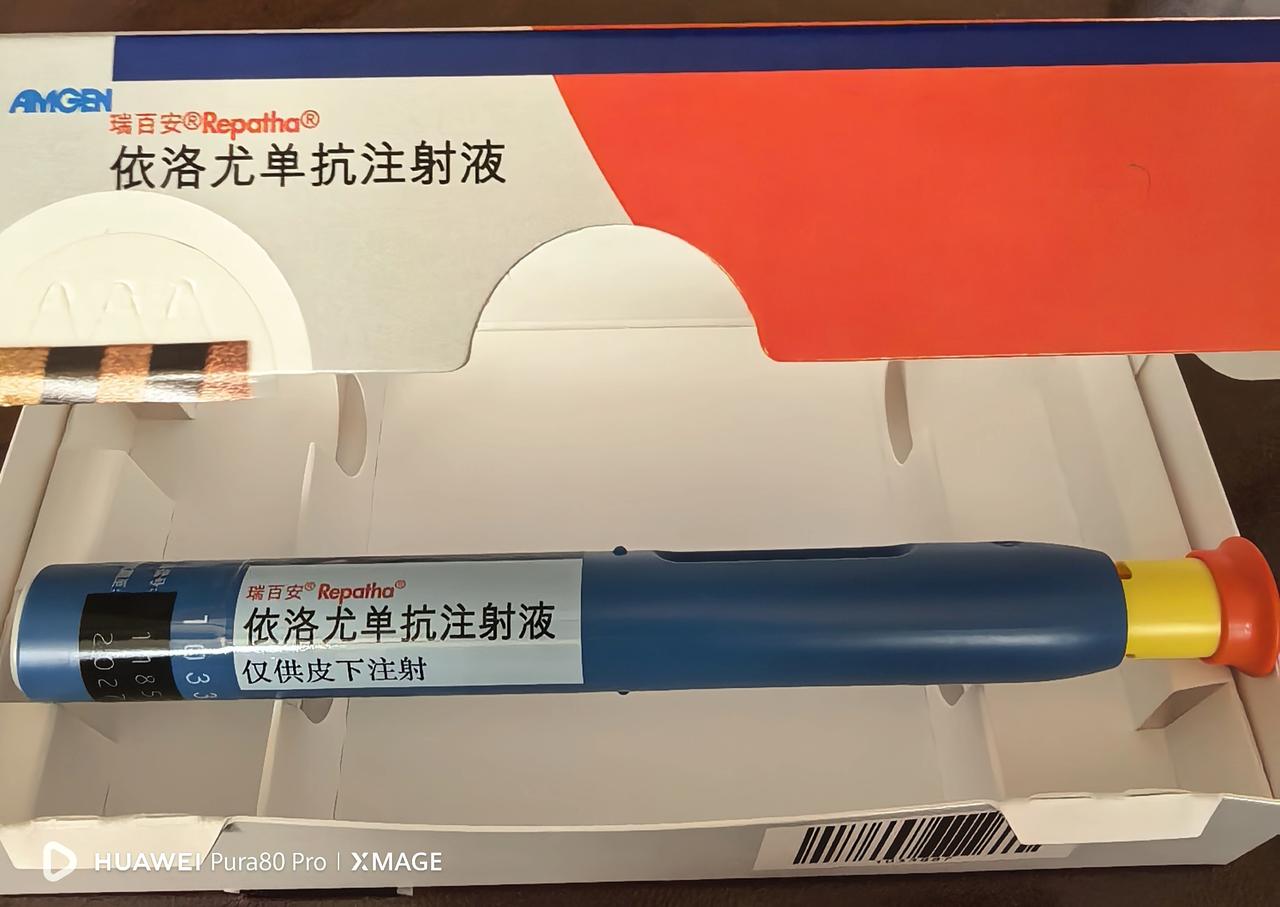 AMGEN
瑞百安®Repatha®
依洛尤单抗注射液
瑞百安®Repatha®
依洛尤单抗注射液
仅供皮下注射
HUAWEI Pura80 Pro | XMAGE